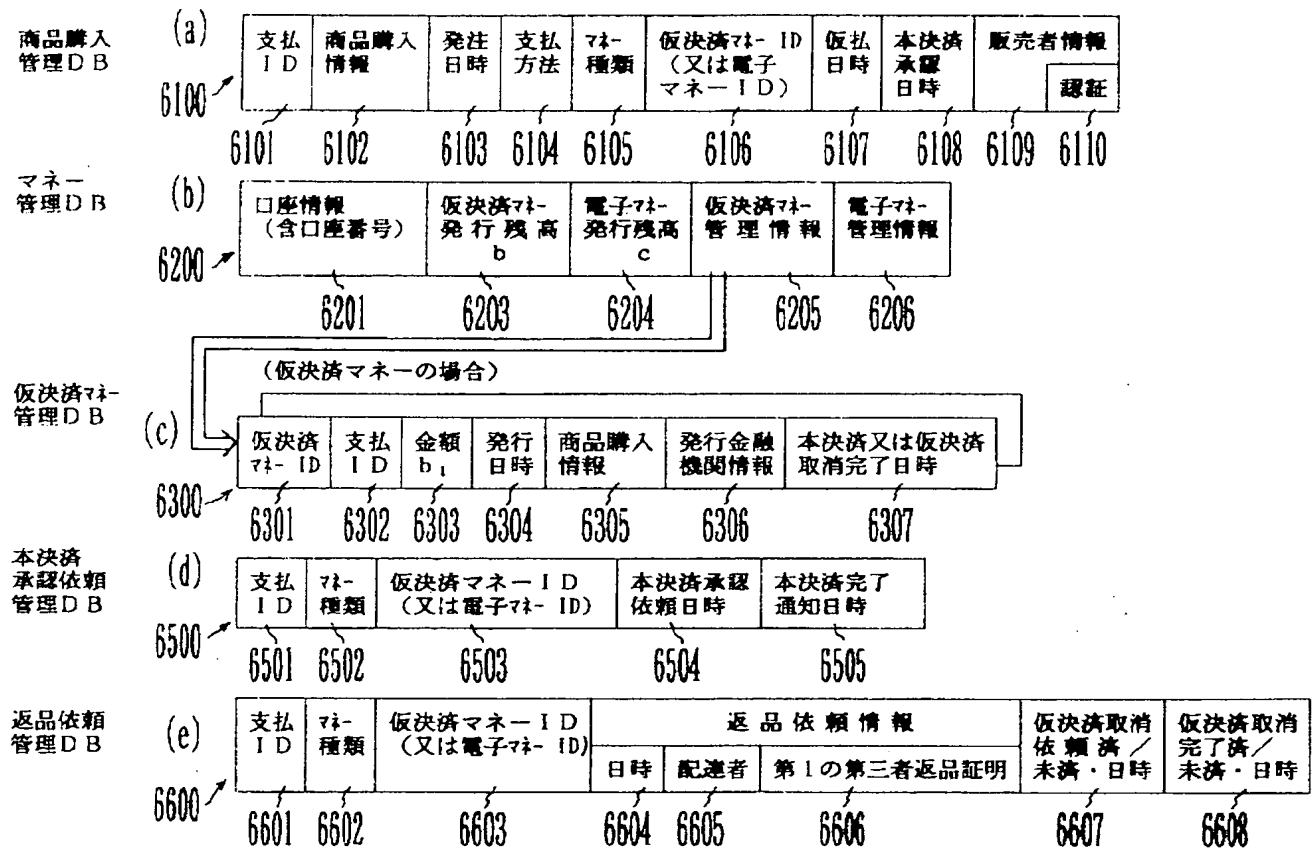 商品購入
管理DB
(a)
支払
ID
商品購入
情報
発注
日時
支払
方法
マネー
種類
仮決済マネーID
(又は電子
マネーID)
仮払
日時
本決済
承認
日時
販売者情報
認証
6100
6101
6102
6103
6104
6105
6106
6107
6108
6109
6110
マネー
管理DB
(b)
口座情報
(含口座番号)
仮決済マネー
発行残高
b
電子マネー
発行残高
c
仮決済マネー
管理情報
電子マネー
管理情報
6200
6201
6203
6204
6205
6206
(仮決済マネーの場合)
仮決済マネー
管理DB
(c)
仮決済
マネーID
支払
ID
金額
b₁
発行
日時
商品購入
情報
発行金融
機関情報
本決済又は仮決済
取消完了日時
6300
6301
6302
6303
6304
6305
6306
6307
本決済
承認依頼
管理DB
(d)
支払
ID
マネー
種類
仮決済マネーID
(又は電子マネーID)
本決済承認
依頼日時
本決済完了
通知日時
6500
6501
6502
6503
6504
6505
返品依頼
管理DB
(e)
支払
ID
マネー
種類
仮決済マネーID
(又は電子マネーID)
返品依頼情報
日時
配達者
第1の第三者返品証明
仮決済取消
依頼済/
未済・日時
仮決済取消
完了済/
未済・日時
6600
6601
6602
6603
6604
6605
6606
6607
6608